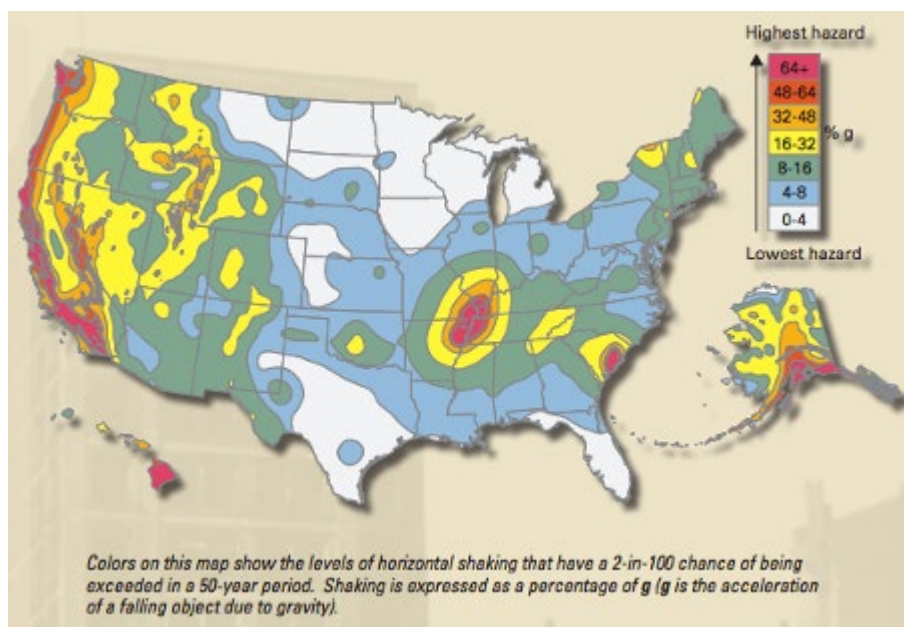 Highest hazard
64+
48-64
32-48
16-32
8-16
4-8
0-4
% g
Lowest hazard
Colors on this map show the levels of horizontal shaking that have a 2-in-100 chance of being
exceeded in a 50-year period. Shaking is expressed as a percentage of g (g is the acceleration
of a falling object due to gravity).